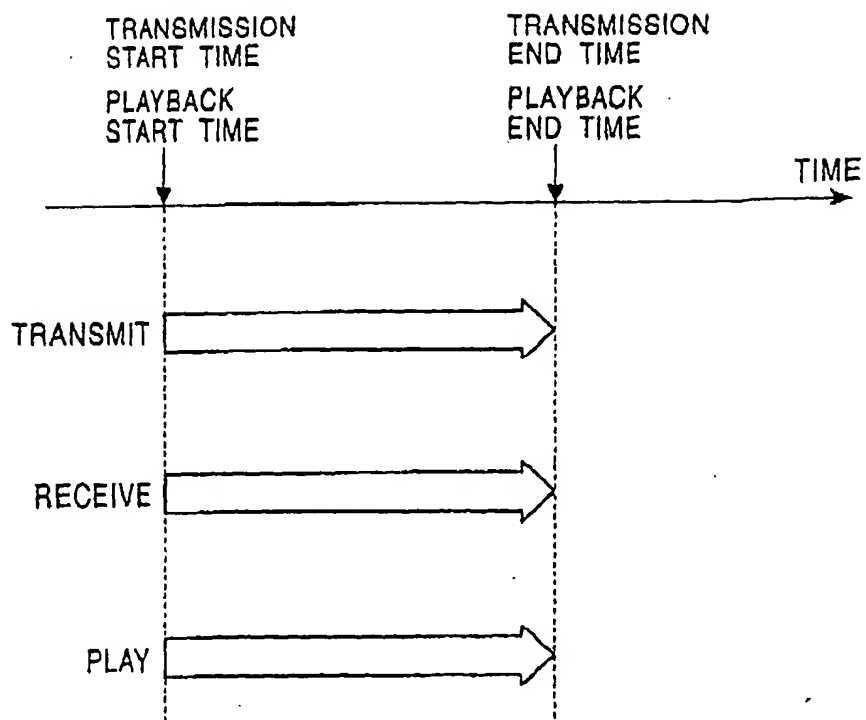 TRANSMISSION
START TIME
PLAYBACK
START TIME
TRANSMISSION
END TIME
PLAYBACK
END TIME
TIME
TRANSMIT
RECEIVE
PLAY